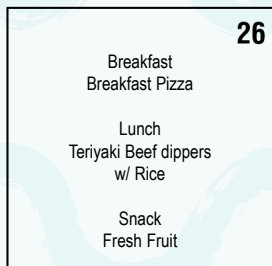 26
Breakfast
Breakfast Pizza
Lunch
Teriyaki Beef dippers
w/ Rice
Snack
Fresh Fruit